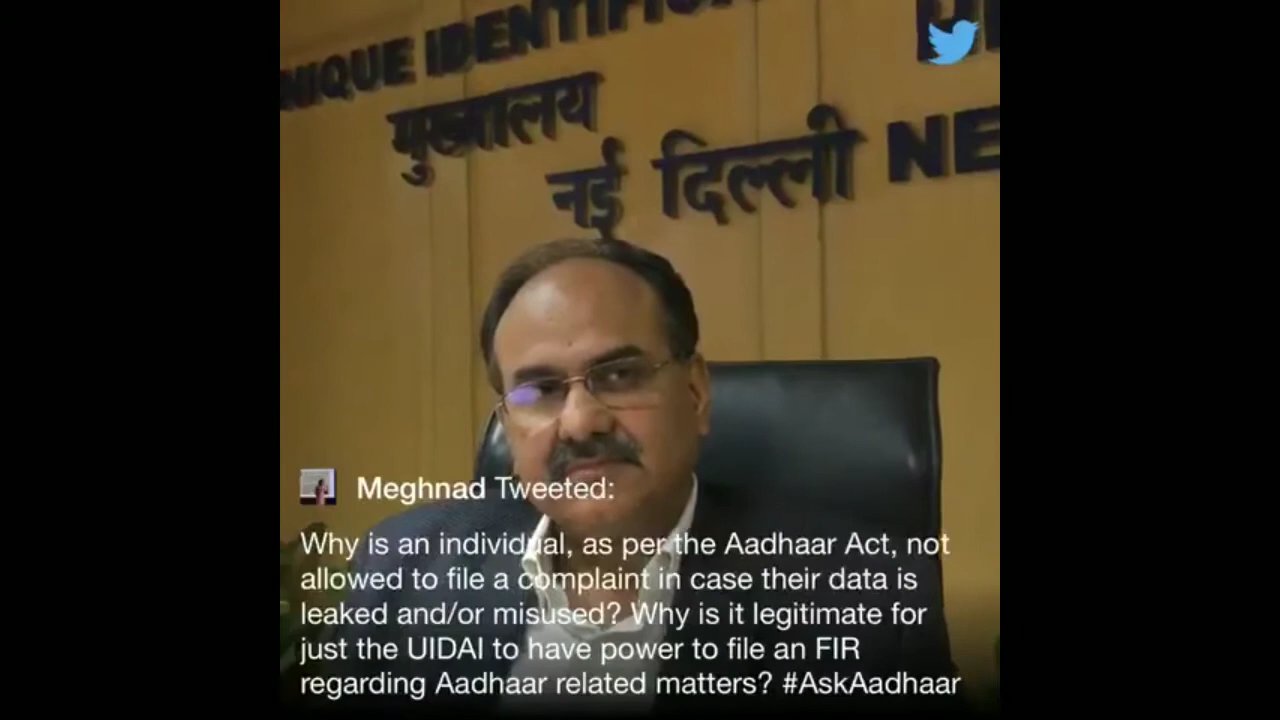 NIQUE IDENTIFIC
मुख्यालय
नई दिल्ली NE
Meghnad Tweeted:
Why is an individual, as per the Aadhaar Act, not
allowed to file a complaint in case their data is
leaked and/or misused? Why is it legitimate for
just the UIDAI to have power to file an FIR
regarding Aadhaar related matters? #AskAadhaar